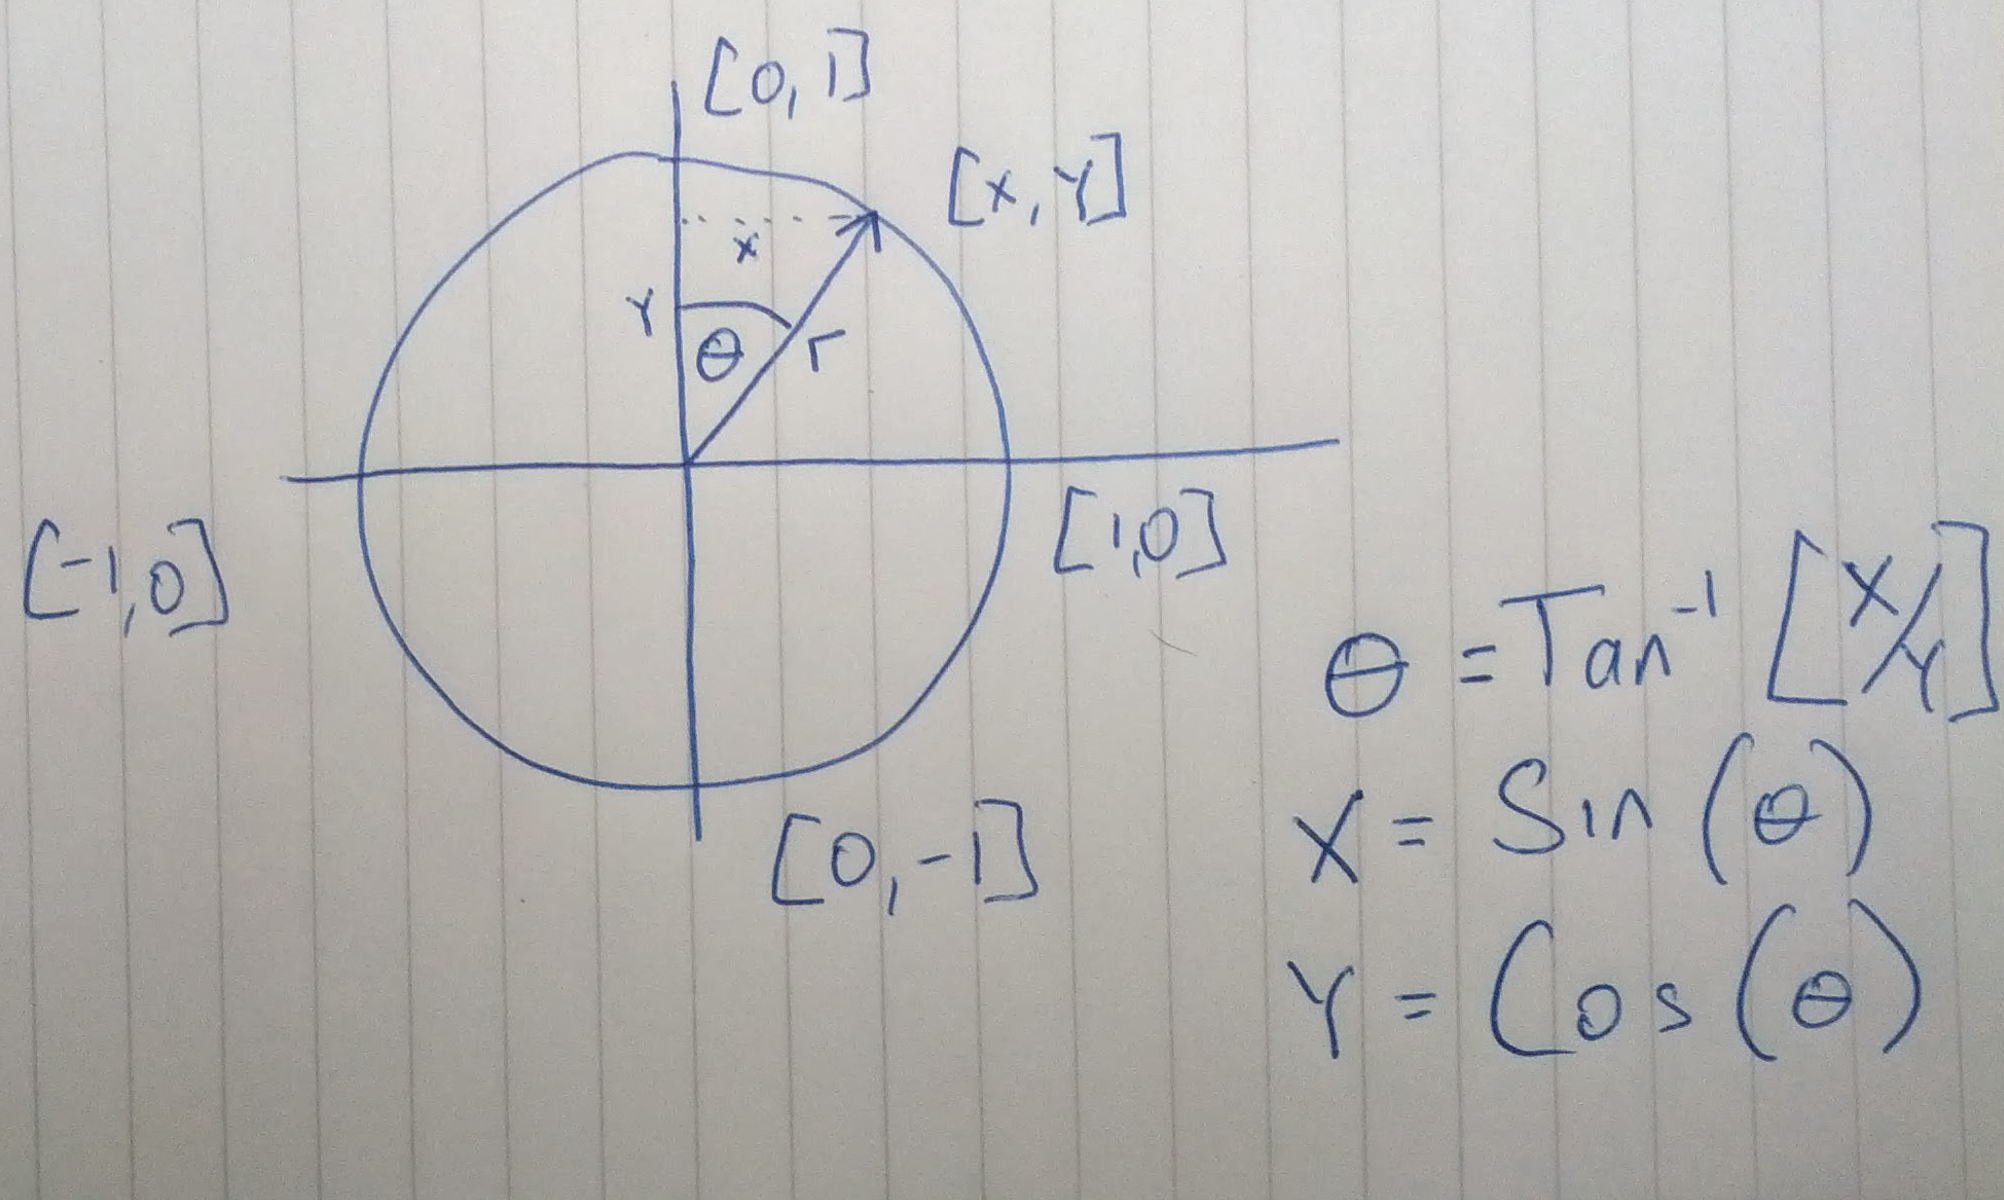 [0, 1]
[x, Y]
x
Y
θ
r
[-1, 0]
[1, 0]
[0, -1]
θ = Tan⁻¹ [X/Y]
X = Sin (θ)
Y = Cos (θ)